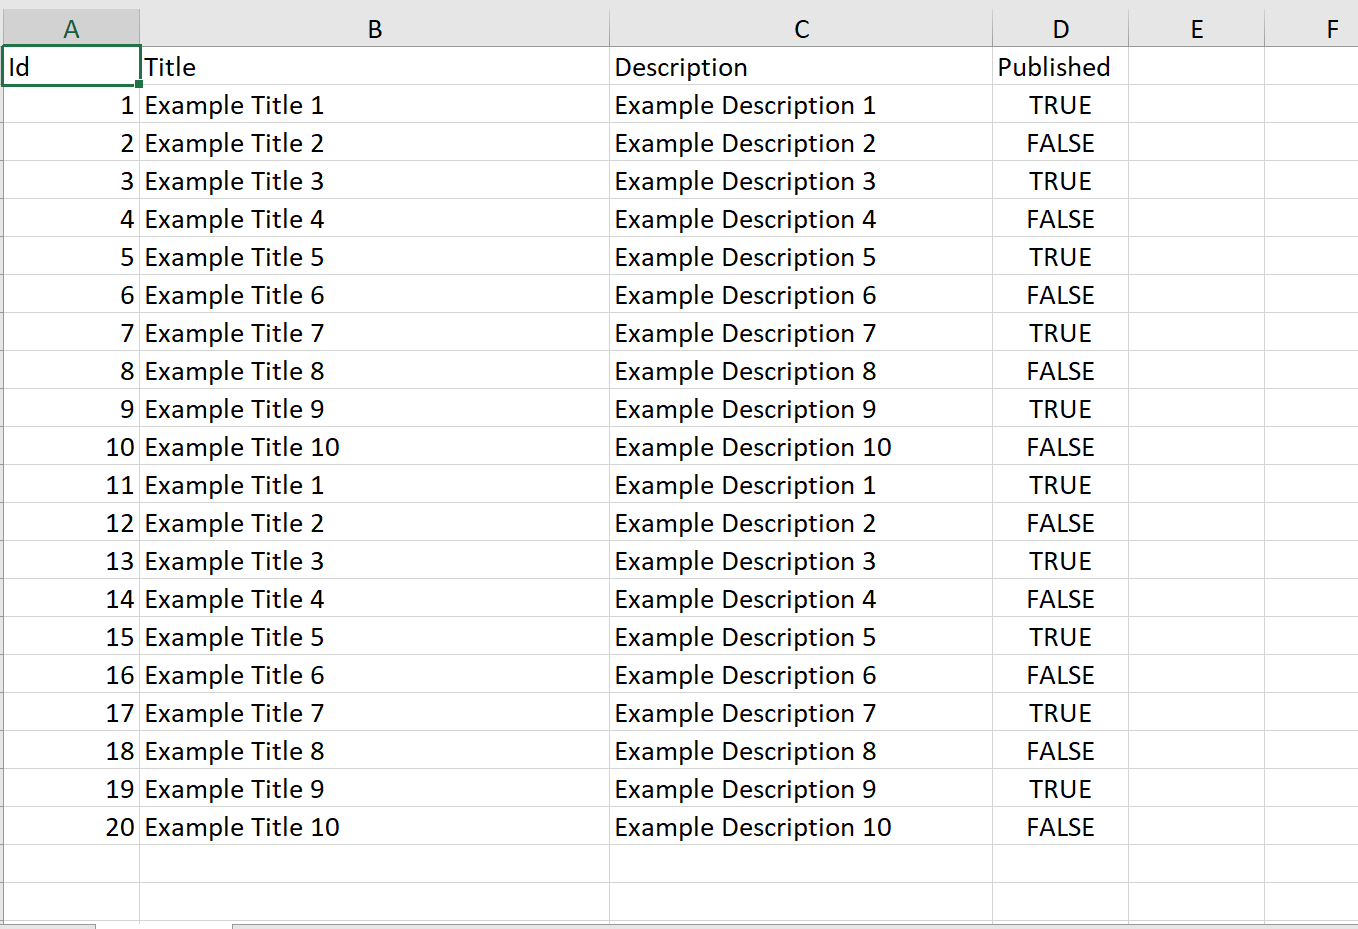 A B C D E F
Id Title Description Published
1 Example Title 1 Example Description 1 TRUE
2 Example Title 2 Example Description 2 FALSE
3 Example Title 3 Example Description 3 TRUE
4 Example Title 4 Example Description 4 FALSE
5 Example Title 5 Example Description 5 TRUE
6 Example Title 6 Example Description 6 FALSE
7 Example Title 7 Example Description 7 TRUE
8 Example Title 8 Example Description 8 FALSE
9 Example Title 9 Example Description 9 TRUE
10 Example Title 10 Example Description 10 FALSE
11 Example Title 1 Example Description 1 TRUE
12 Example Title 2 Example Description 2 FALSE
13 Example Title 3 Example Description 3 TRUE
14 Example Title 4 Example Description 4 FALSE
15 Example Title 5 Example Description 5 TRUE
16 Example Title 6 Example Description 6 FALSE
17 Example Title 7 Example Description 7 TRUE
18 Example Title 8 Example Description 8 FALSE
19 Example Title 9 Example Description 9 TRUE
20 Example Title 10 Example Description 10 FALSE